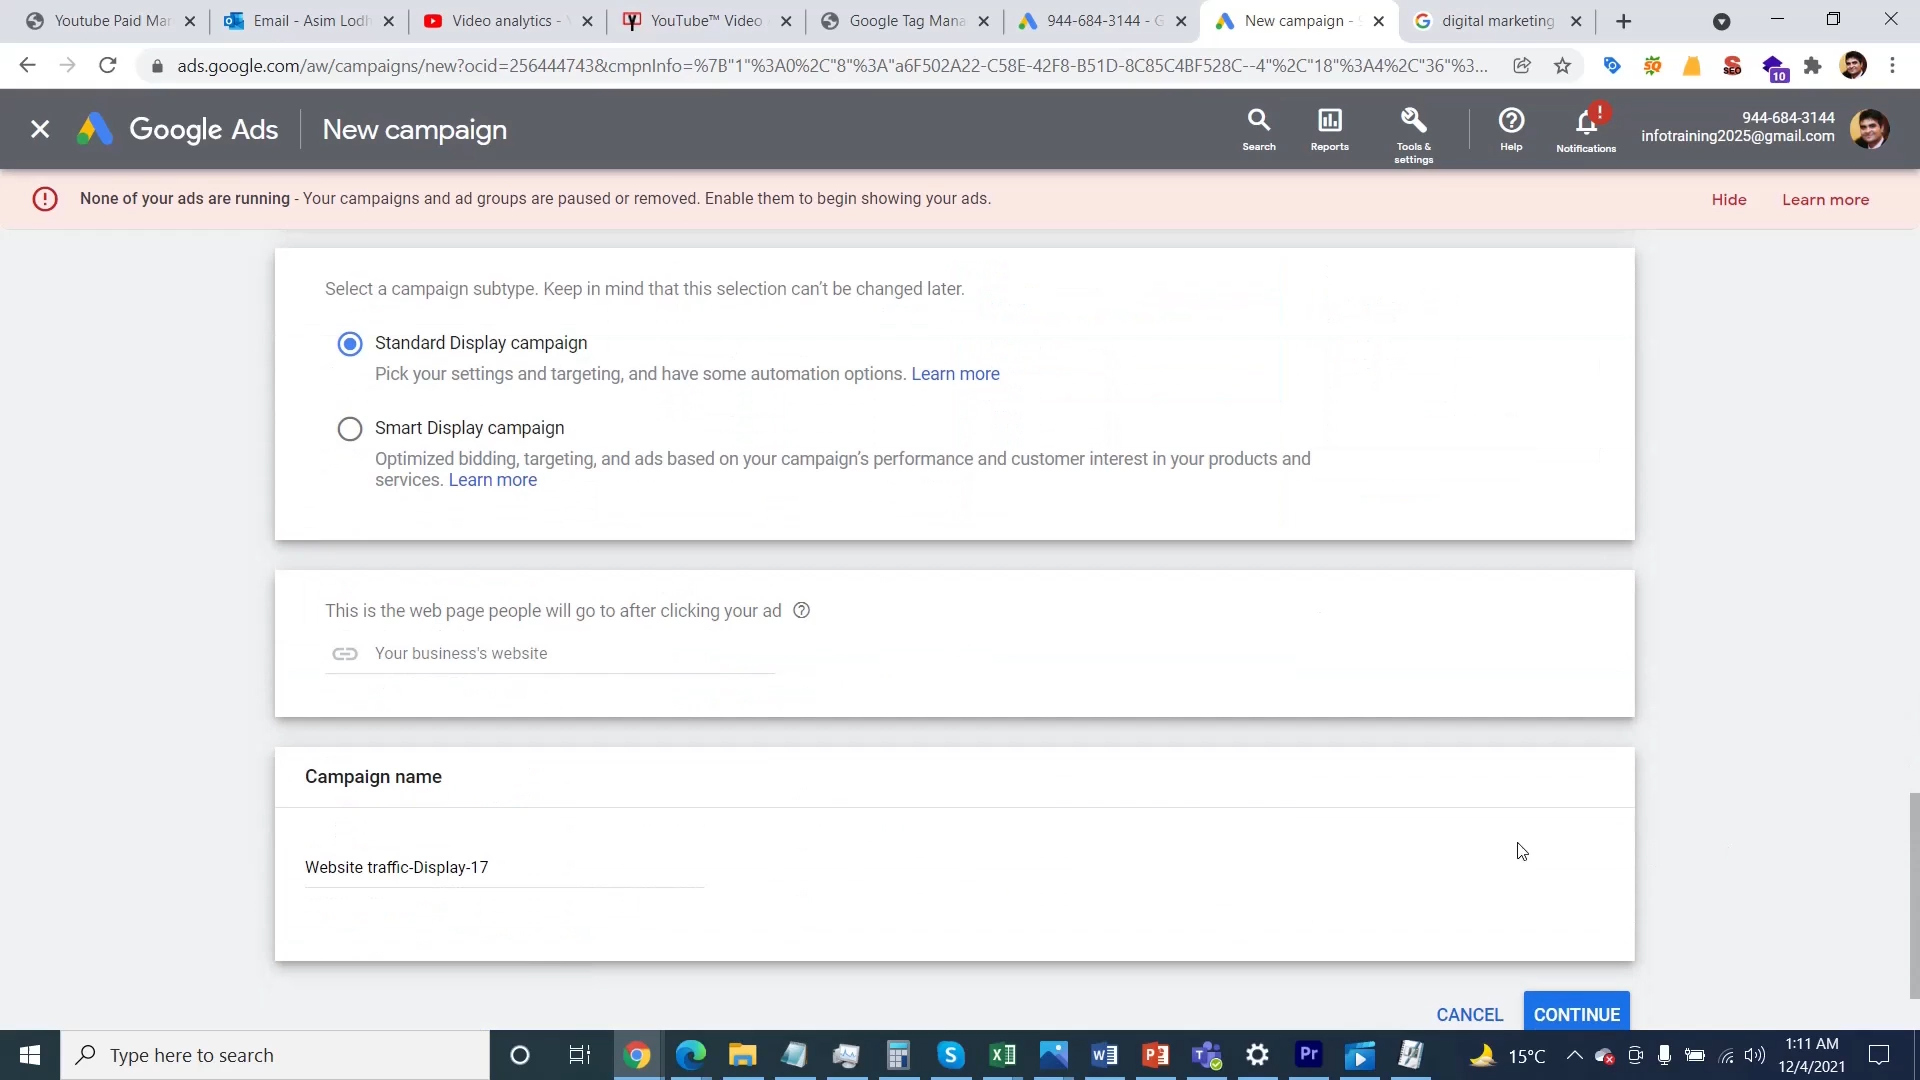 Youtube Paid Mar
Email - Asim Lodh
Video analytics - Y
YouTube™ Video
Google Tag Mana
944-684-3144 - G
New campaign - 9
digital marketing
ads.google.com/aw/campaigns/new?ocid=256444743&cmpnInfo=%7B"1"%3A0%2C"8"%3A"a6F502A22-C58E-42F8-B51D-8C85C4BF528C--4"%2C"18"%3A4%2C"36"%3...
SEO
10
Google Ads
New campaign
Search
Reports
Tools & settings
Help
Notifications
944-684-3144
infotraining2025@gmail.com
None of your ads are running - Your campaigns and ad groups are paused or removed. Enable them to begin showing your ads.
Hide
Learn more
Select a campaign subtype. Keep in mind that this selection can't be changed later.
Standard Display campaign
Pick your settings and targeting, and have some automation options. Learn more
Smart Display campaign
Optimized bidding, targeting, and ads based on your campaign's performance and customer interest in your products and
services. Learn more
This is the web page people will go to after clicking your ad
Your business's website
Campaign name
Website traffic-Display-17
CANCEL
CONTINUE
Type here to search
15°C
1:11 AM
12/4/2021